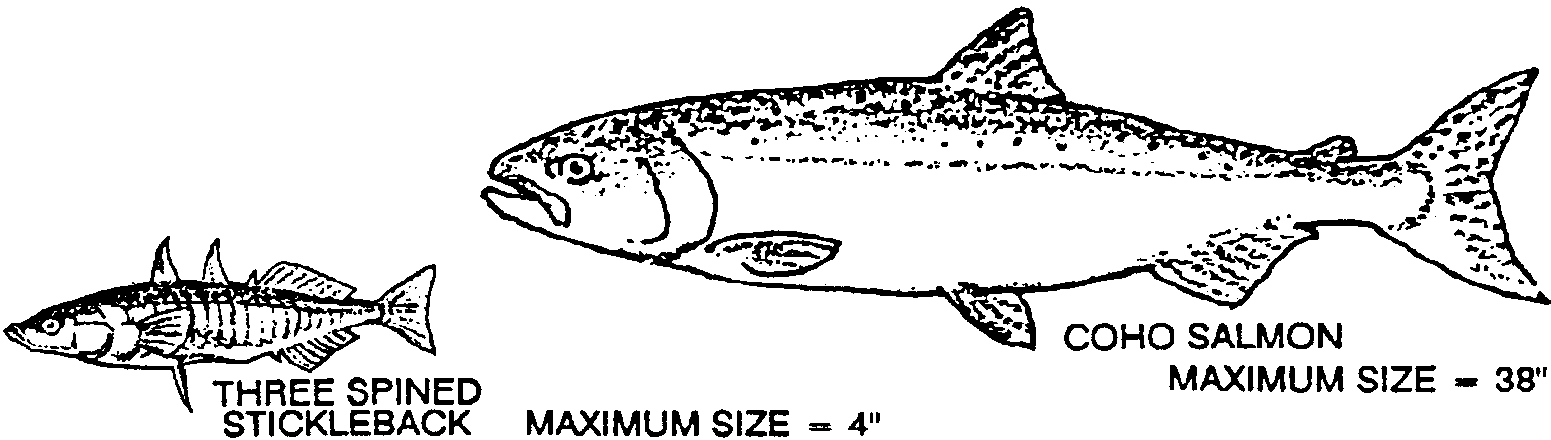 THREE SPINED
STICKLEBACK
MAXIMUM SIZE = 4"
COHO SALMON
MAXIMUM SIZE = 38"